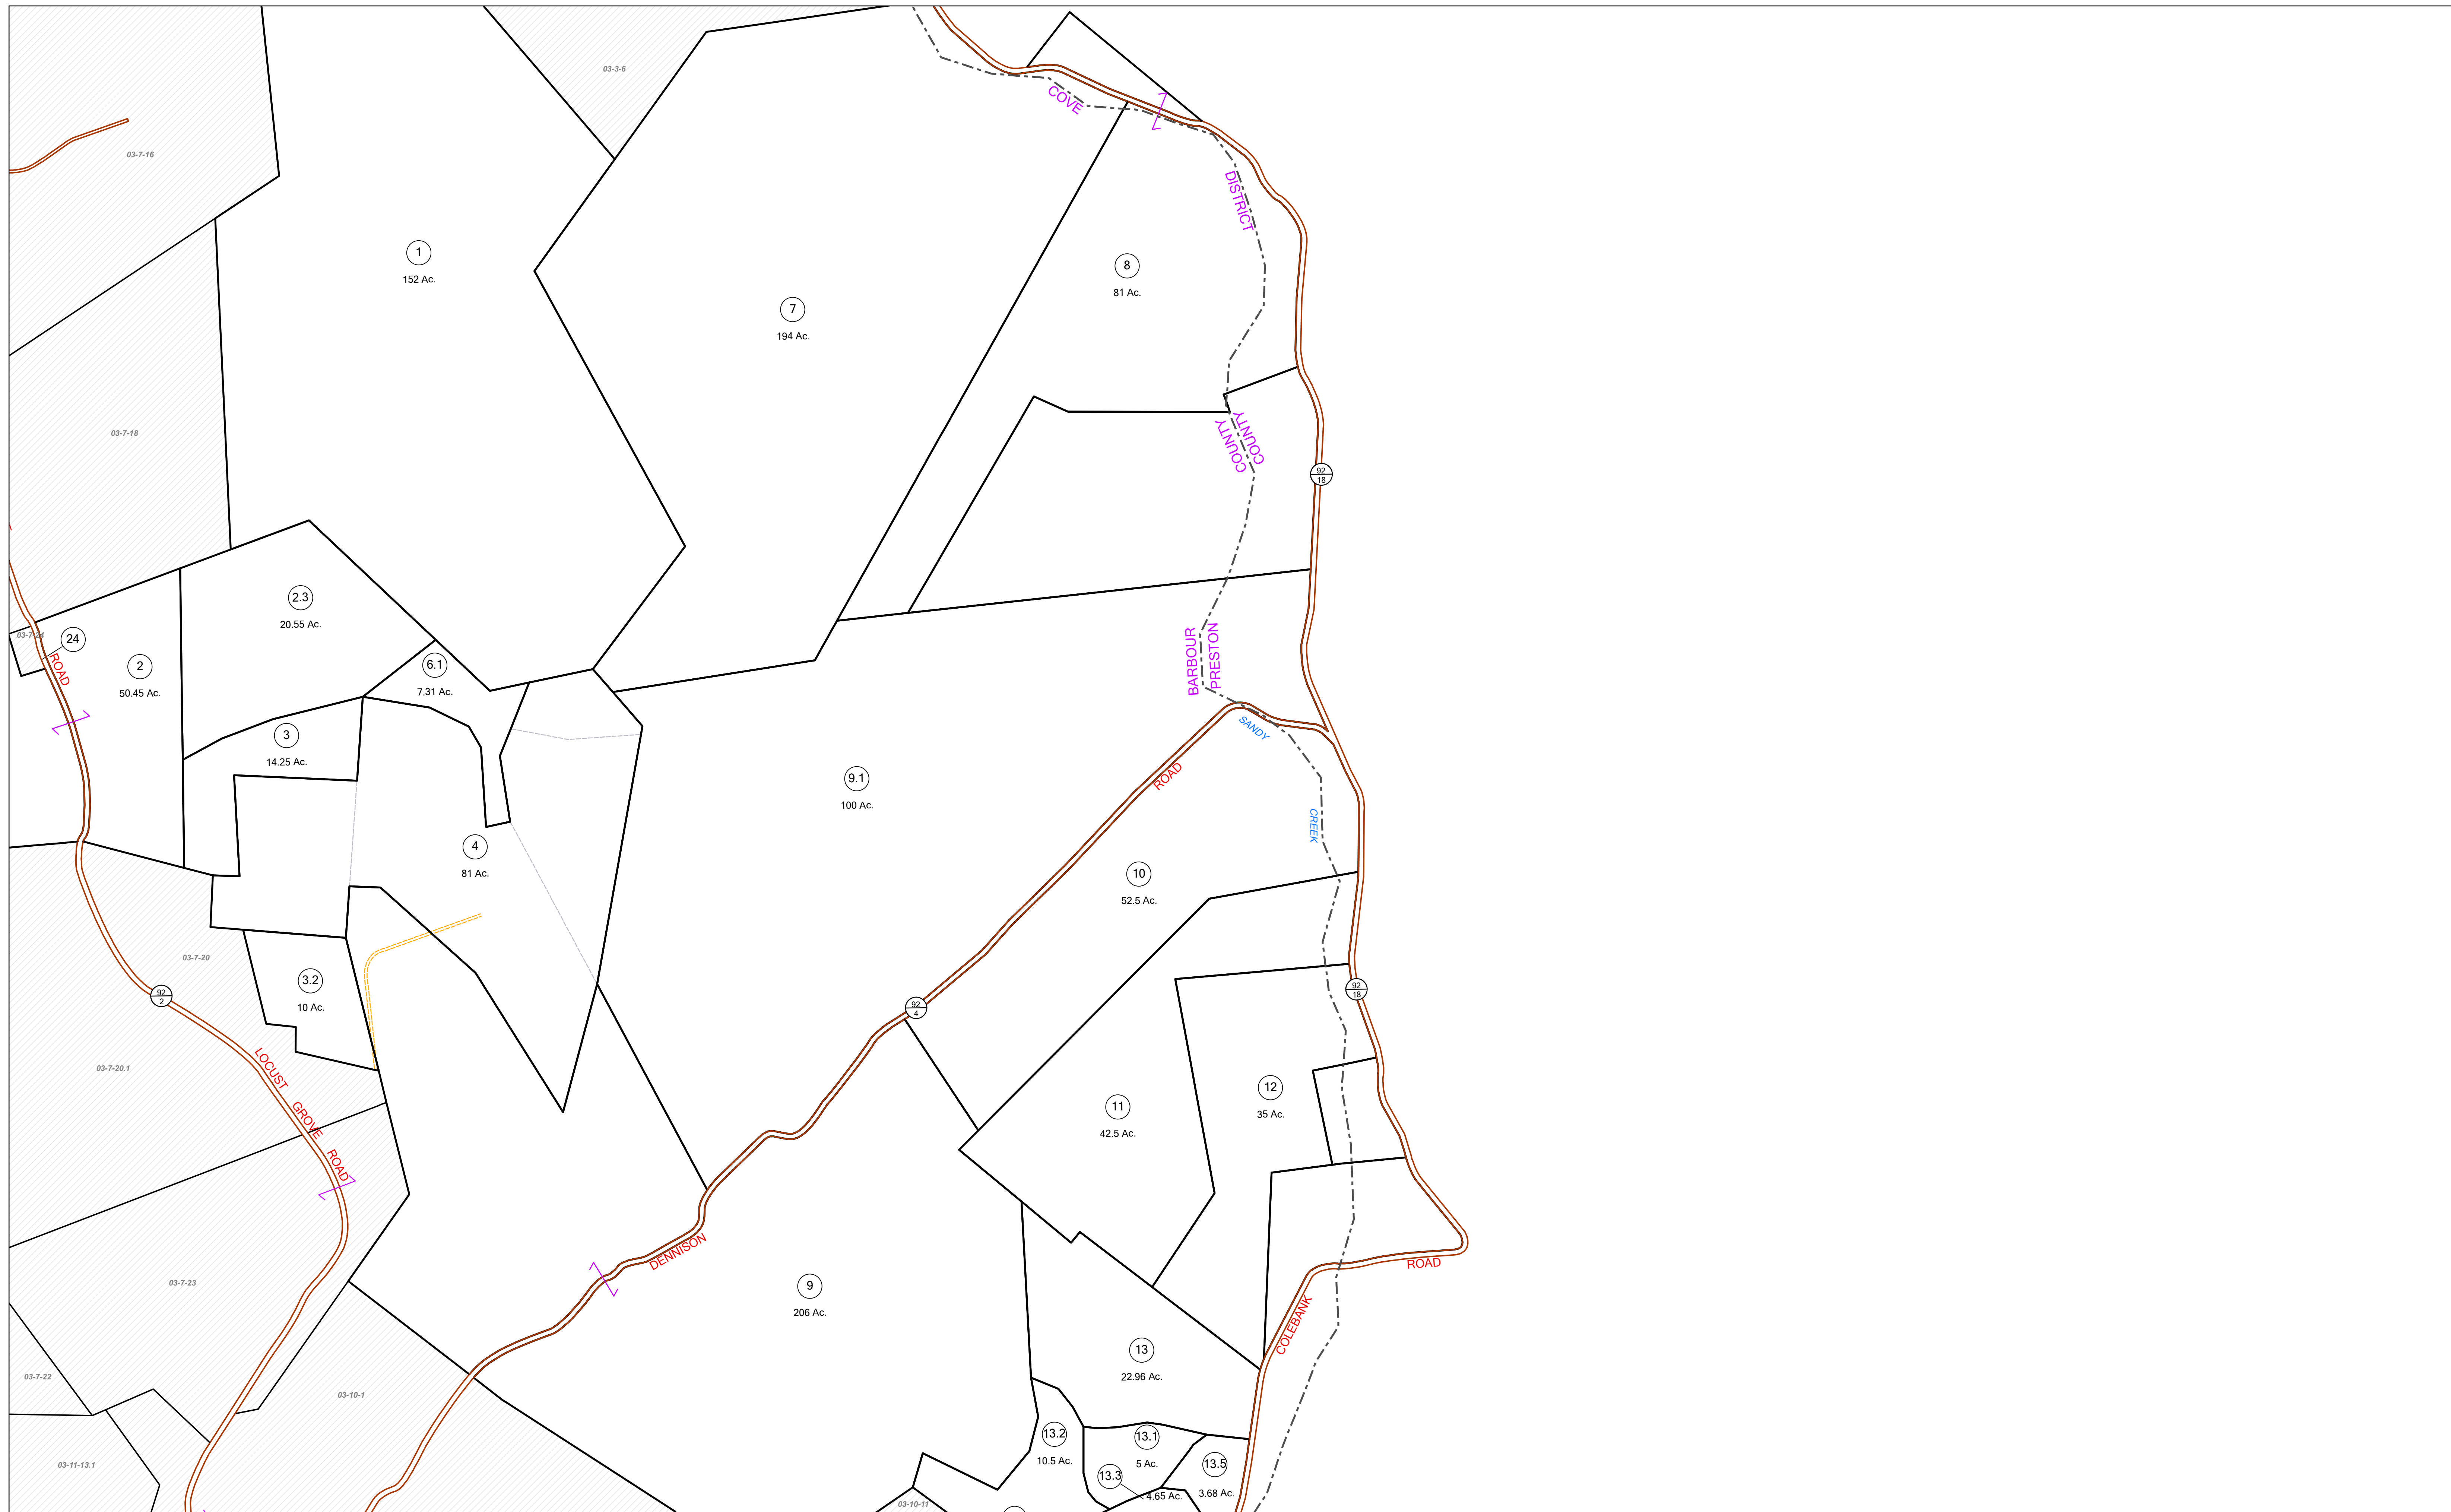 03-3-6
COVE
03-7-16
DISTRICT
1
152 Ac.
8
81 Ac.
7
194 Ac.
03-7-18
COUNTY
COUNTY
92
18
2.3
20.55 Ac.
03-7-24
24
ROAD
2
50.45 Ac.
6.1
7.31 Ac.
BARBOUR
PRESTON
3
14.25 Ac.
SANDY
9.1
100 Ac.
ROAD
CREEK
4
81 Ac.
10
52.5 Ac.
03-7-20
3.2
10 Ac.
92
2
92
4
92
18
03-7-20.1
LOCUST
GROVE
ROAD
11
42.5 Ac.
12
35 Ac.
DENNISON
ROAD
03-7-23
9
206 Ac.
COLEBANK
13
22.96 Ac.
03-7-22
03-10-1
13.2
10.5 Ac.
13.1
5 Ac.
03-11-13.1
13.3
4.65 Ac.
13.5
3.68 Ac.
03-10-11